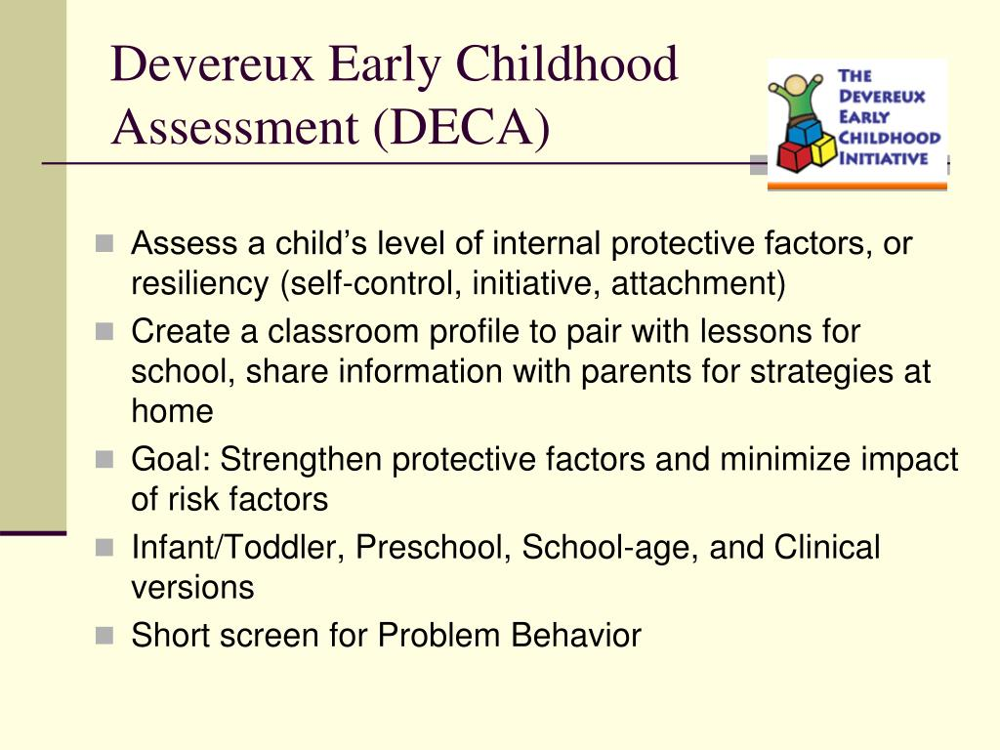 Devereux Early Childhood
Assessment (DECA)
THE
DEVEREUX
EARLY
CHILDHOOD
INITIATIVE
Assess a child’s level of internal protective factors, or
resiliency (self-control, initiative, attachment)
Create a classroom profile to pair with lessons for
school, share information with parents for strategies at
home
Goal: Strengthen protective factors and minimize impact
of risk factors
Infant/Toddler, Preschool, School-age, and Clinical
versions
Short screen for Problem Behavior